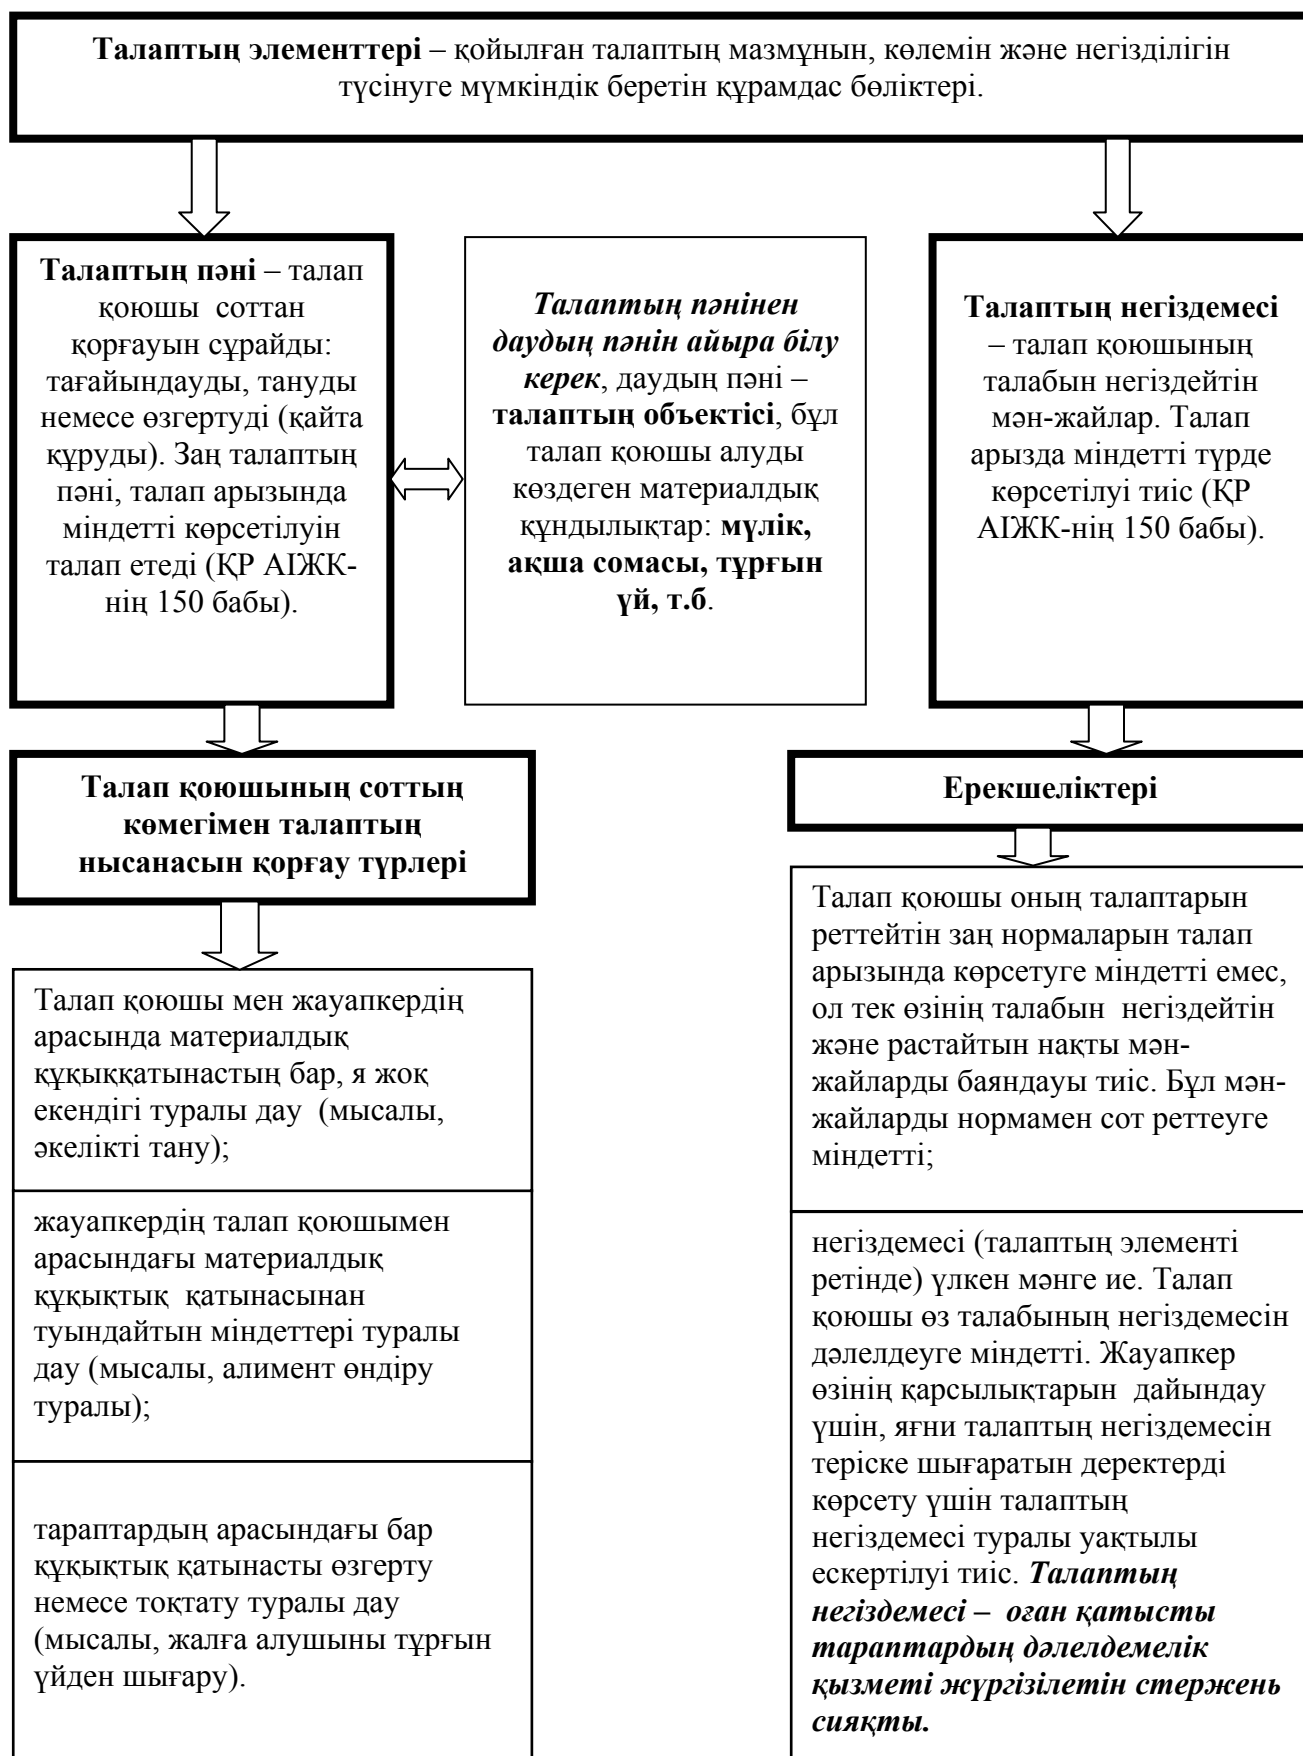 Талаптың элементтері – қойылған талаптың мазмұнын, көлемін және негізділігін
түсінуге мүмкіндік беретін құрамдас бөліктері.
Талаптың пәні – талап
қоюшы соттан
қорғауын сұрайды:
тағайындауды, тануды
немесе өзгертуді (қайта
құруды). Заң талаптың
пәні, талап арызында
міндетті көрсетілуін
талап етеді (ҚР АІЖК-
нің 150 бабы).
Талаптың пәнінен
даудың пәнін айыра білу
керек, даудың пәні –
талаптың объектісі, бұл
талап қоюшы алуды
көздеген материалдық
құндылықтар: мүлік,
ақша сомасы, тұрғын
үй, т.б.
Талаптың негіздемесі
– талап қоюшының
талабын негіздейтін
мән-жайлар. Талап
арызда міндетті түрде
көрсетілуі тиіс (ҚР
АІЖК-нің 150 бабы).
Талап қоюшының соттың
көмегімен талаптың
нысанасын қорғау түрлері
Талап қоюшы мен жауапкердің
арасында материалдық
құқыққатынастың бар, я жоқ
екендігі туралы дау (мысалы,
әкелікті тану);
жауапкердің талап қоюшымен
арасындағы материалдық
құқықтық қатынасынан
туындайтын міндеттері туралы
дау (мысалы, алимент өндіру
туралы);
тараптардың арасындағы бар
құқықтық қатынасты өзгерту
немесе тоқтату туралы дау
(мысалы, жалға алушыны тұрғын
үйден шығару).
Ерекшеліктері
Талап қоюшы оның талаптарын
реттейтін заң нормаларын талап
арызында көрсетуге міндетті емес,
ол тек өзінің талабын негіздейтін
және растайтын нақты мән-
жайларды баяндауы тиіс. Бұл мән-
жайларды нормамен сот реттеуге
міндетті;
негіздемесі (талаптың элементі
ретінде) үлкен мәнге ие. Талап
қоюшы өз талабының негіздемесін
дәлелдеуге міндетті. Жауапкер
өзінің қарсылықтарын дайындау
үшін, яғни талаптың негіздемесін
теріске шығаратын деректерді
көрсету үшін талаптың
негіздемесі туралы уақтылы
ескертілуі тиіс. Талаптың
негіздемесі – оған қатысты
тараптардың дәлелдемелік
қызметі жүргізілетін стержень
сияқты.